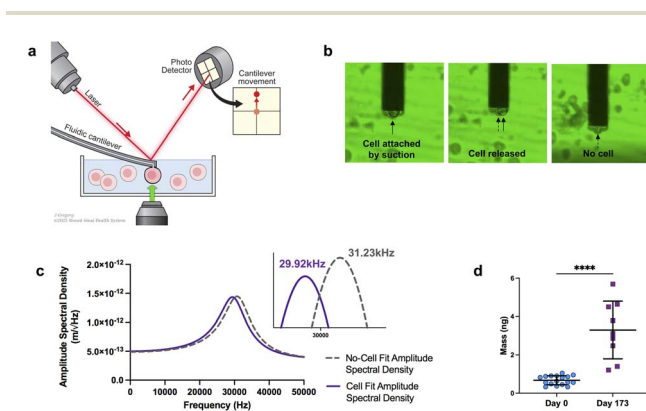 a
Photo
Detector
Cantilever
movement
Laser
Fluidic cantilever
©2022 Mount Sinai Health System
b
Cell attached
by suction
Cell released
No cell
c
Amplitude Spectral Density
(mv/Hz)
2.0×10⁻¹²
1.5×10⁻¹²
1.0×10⁻¹²
5.0×10⁻¹³
0.0
0
10000
20000
30000
40000
50000
Frequency (Hz)
29.92kHz
31.23kHz
30000
No-Cell Fit Amplitude
Spectral Density
Cell Fit Amplitude
Spectral Density
d
****
Mass (ng)
6
4
2
0
Day 0
Day 173